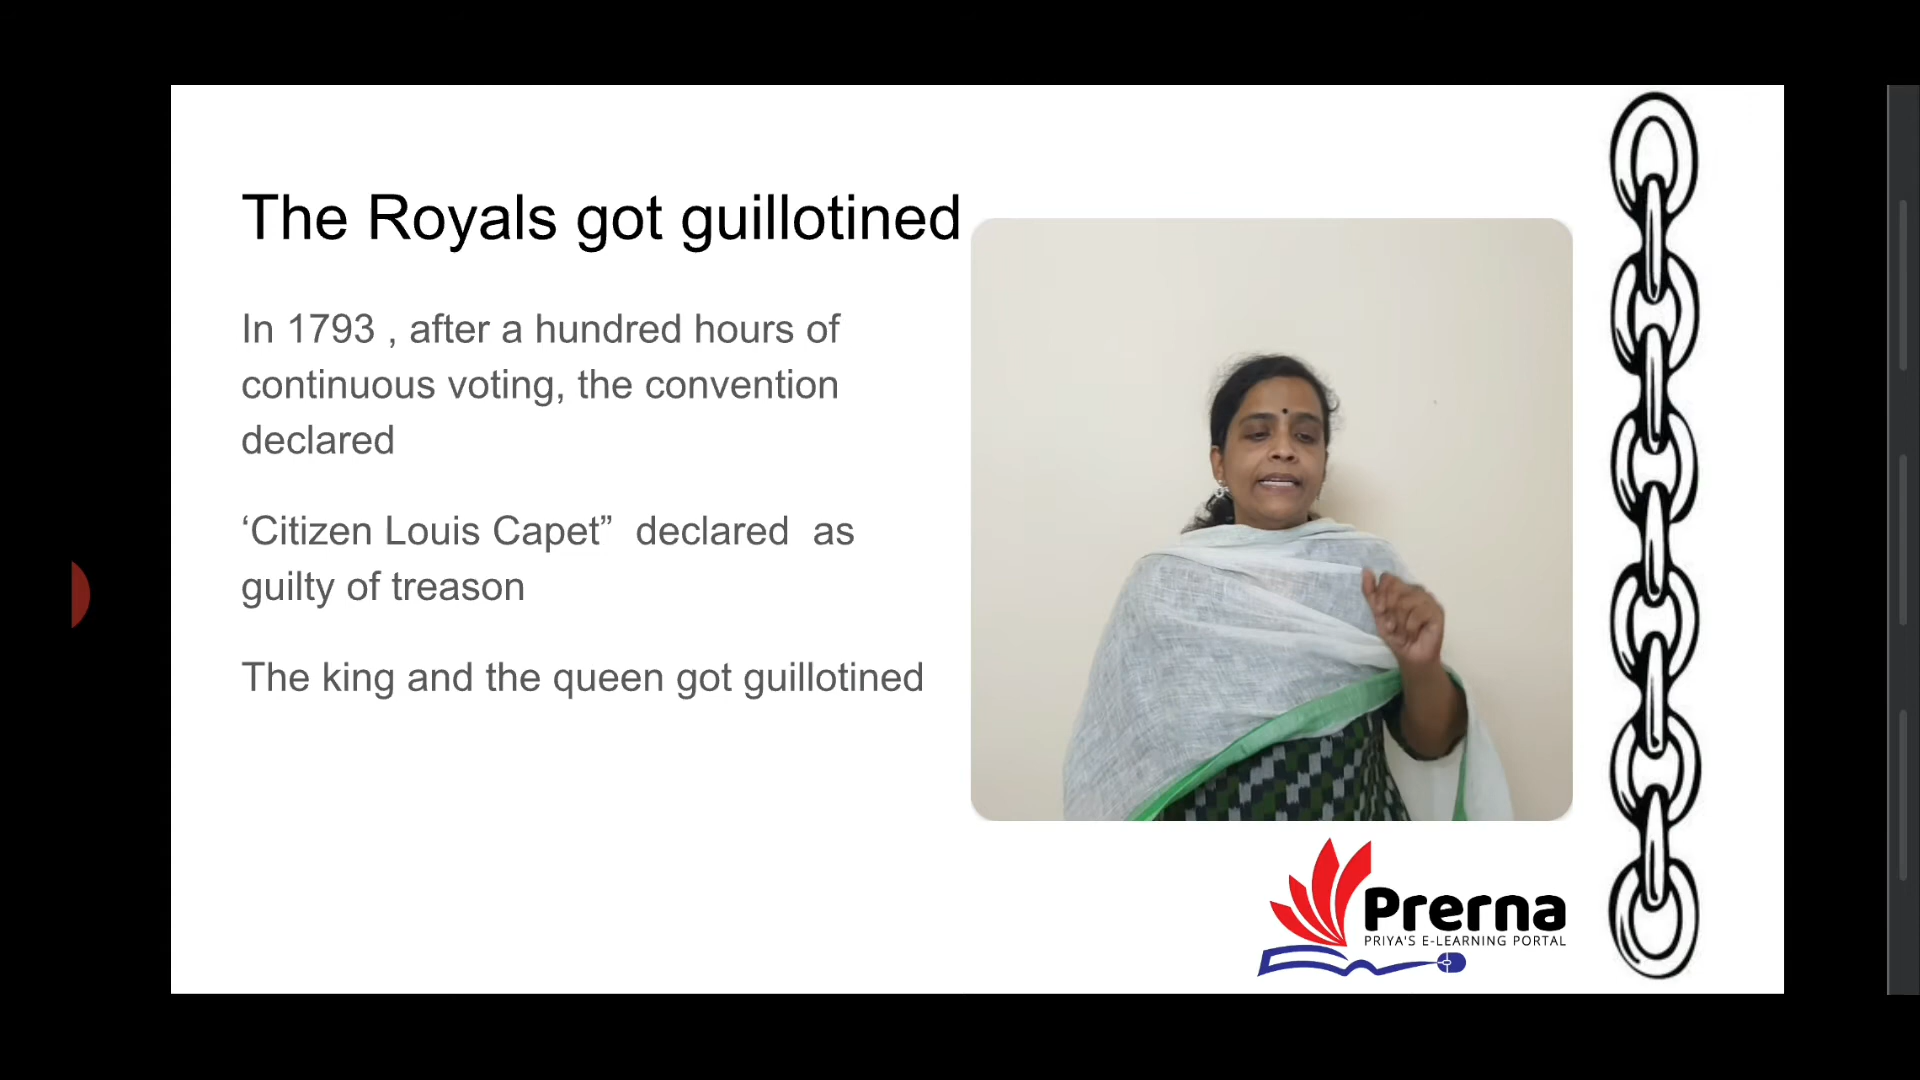 The Royals got guillotined
In 1793 , after a hundred hours of
continuous voting, the convention
declared
‘Citizen Louis Capet”  declared  as
guilty of treason
The king and the queen got guillotined
Prerna
PRIYA'S E-LEARNING PORTAL